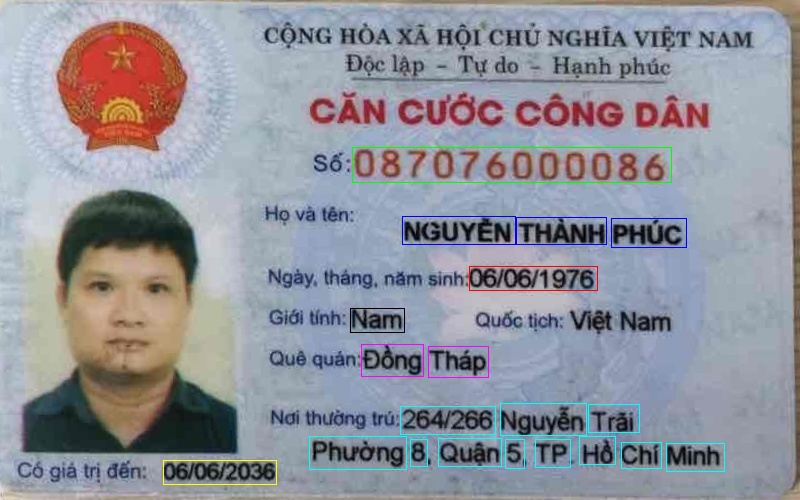 CỘNG HÒA XÃ HỘI CHỦ NGHĨA VIỆT NAM
Độc lập – Tự do – Hạnh phúc
CĂN CƯỚC CÔNG DÂN
Số: 087076000086
Họ và tên: NGUYỄN THÀNH PHÚC
Ngày, tháng, năm sinh: 06/06/1976
Giới tính: Nam Quốc tịch: Việt Nam
Quê quán: Đồng Tháp
Nơi thường trú: 264/266 Nguyễn Trãi
Phường 8, Quận 5, TP. Hồ Chí Minh
Có giá trị đến: 06/06/2036